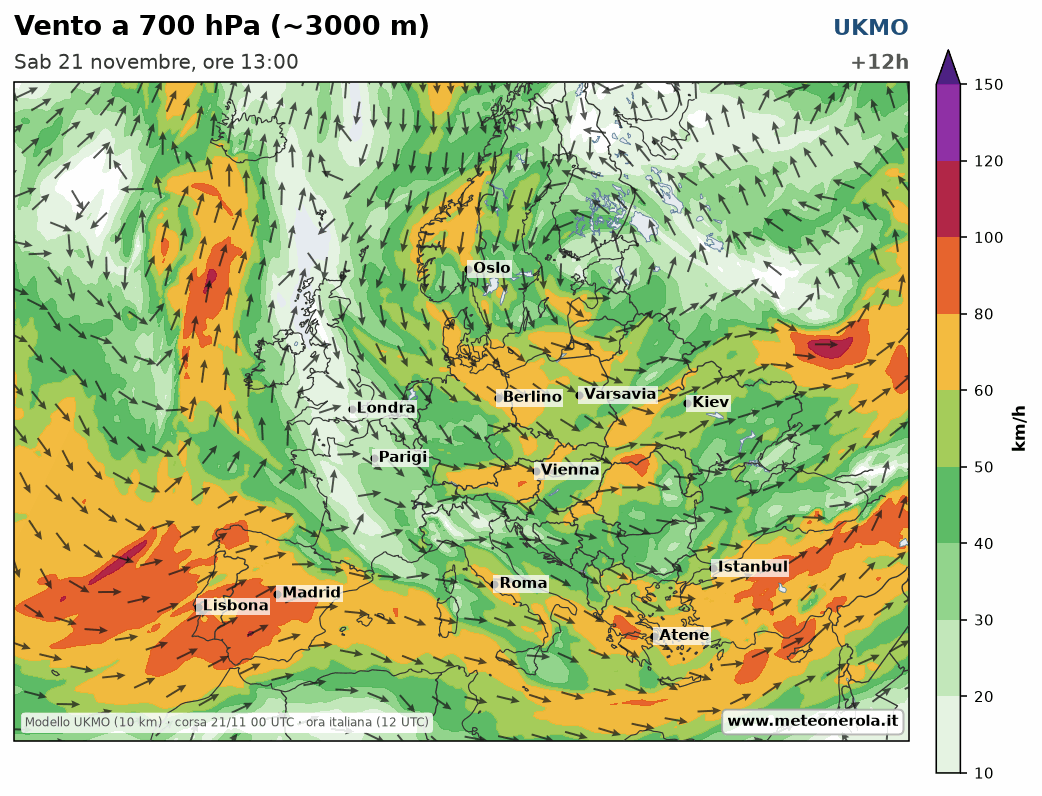 Vento a 700 hPa (~3000 m)
UKMO
Sab 21 novembre, ore 13:00
+12h
150
120
100
80
60
50
40
30
20
10
km/h
Oslo
Berlino
Varsavia
Kiev
Londra
Parigi
Vienna
Istanbul
Roma
Madrid
Lisbona
Atene
Modello UKMO (10 km) · corsa 21/11 00 UTC · ora italiana (12 UTC)
www.meteonerola.it